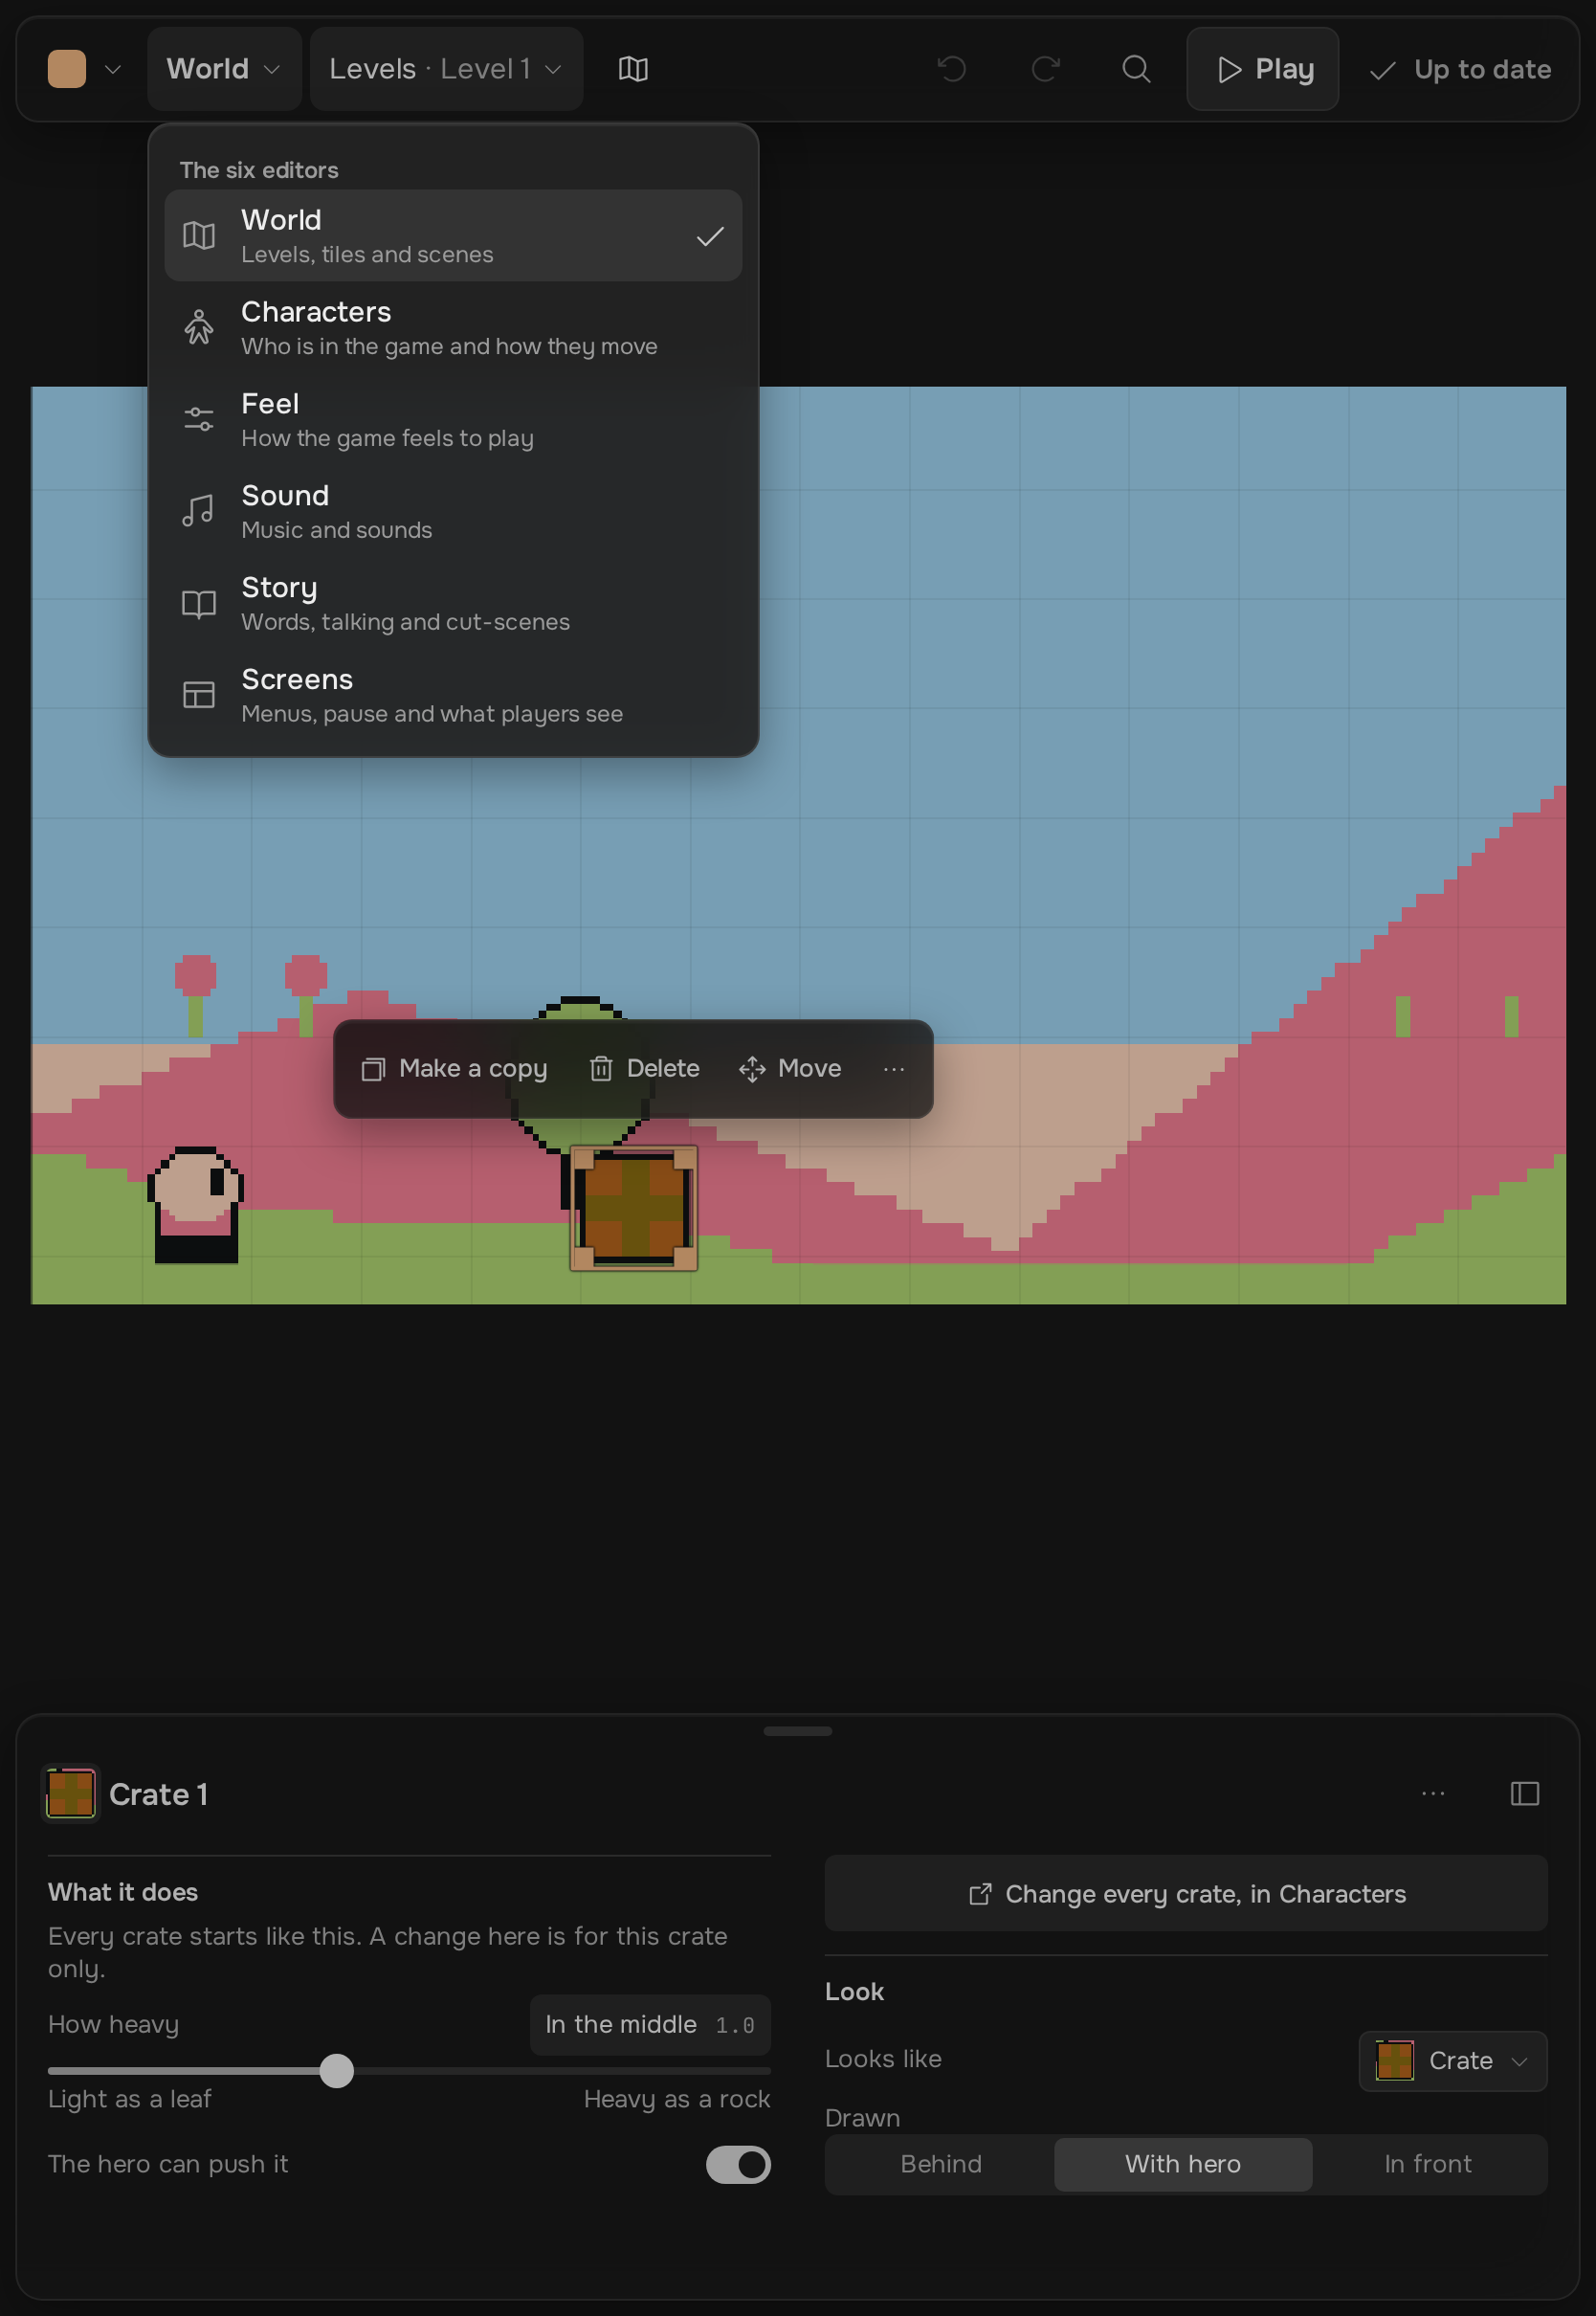 World
Levels · Level 1
Play
Up to date
The six editors
World
Levels, tiles and scenes
Characters
Who is in the game and how they move
Feel
How the game feels to play
Sound
Music and sounds
Story
Words, talking and cut-scenes
Screens
Menus, pause and what players see
Make a copy
Delete
Move
Crate 1
What it does
Every crate starts like this. A change here is for this crate
only.
How heavy
In the middle 1.0
Light as a leaf
Heavy as a rock
The hero can push it
Change every crate, in Characters
Look
Looks like
Crate
Drawn
Behind
With hero
In front